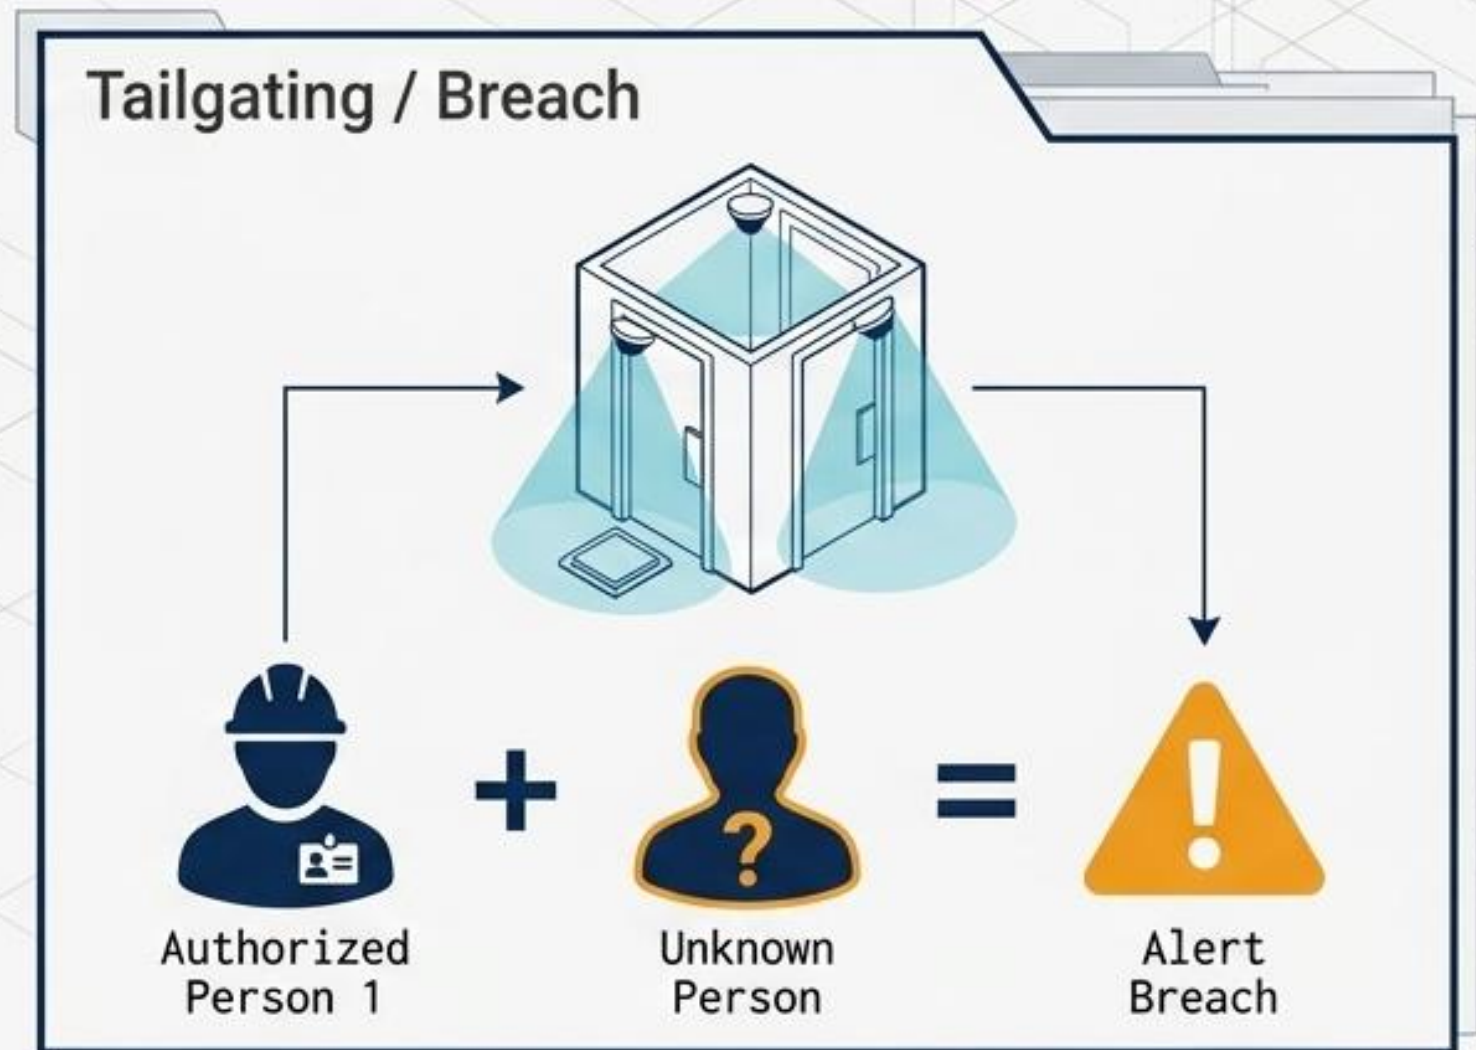 Tailgating / Breach
?
Authorized
Person 1
Unknown
Person
Alert
Breach